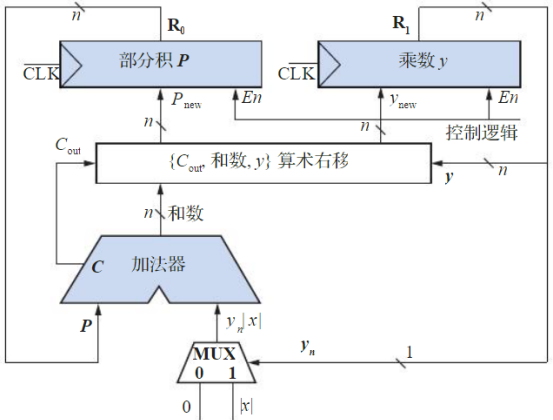 n R₀ n R₁
部分积 P 乘数 y
CLK CLK
Pnew En ynew En
n n 控制逻辑
Cout
{Cout, 和数, y} 算术右移
y n
n 和数
C 加法器
P yn|x|
MUX yn 1
0 1
0 |x|